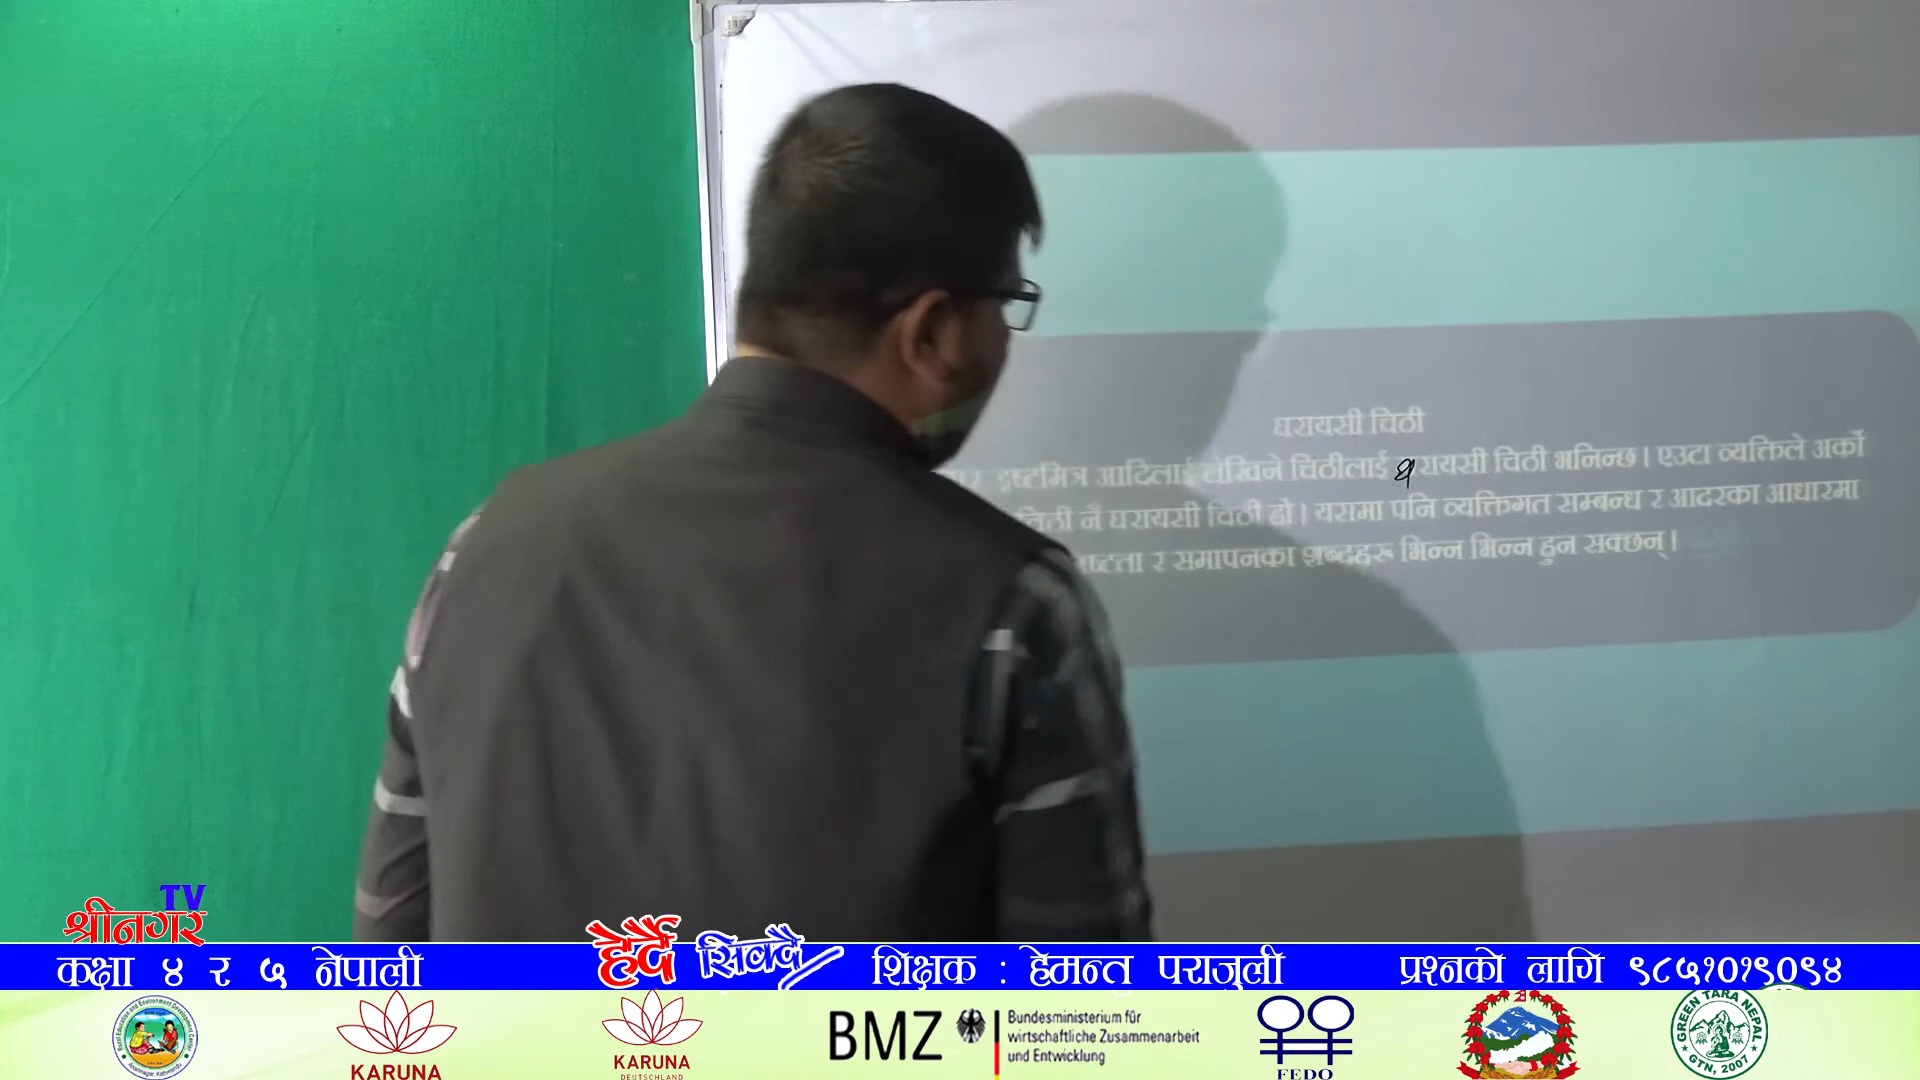 घरायसी चिठी
इष्टमित्र आदिलाई लेखिने चिठीलाई घरायसी चिठी भनिन्छ । एउटा व्यक्तिले अर्को
नै घरायसी चिठी हो । यसमा पनि व्यक्तिगत सम्बन्ध र आदरका आधारमा
र समापनका शब्दहरू भिन्न भिन्न हुन सक्छन् ।
TV
श्रीनगर
कक्षा ४ र ५ नेपाली
हेर्दै सिक्दै
शिक्षक : हेमन्त पराजुली
प्रश्नको लागि ९८५१०१९०९४
KARUNA
KARUNA
DEUTSCHLAND
BMZ
Bundesministerium für
wirtschaftliche Zusammenarbeit
und Entwicklung
FEDO
GREEN TARA NEPAL
GTN, 2007